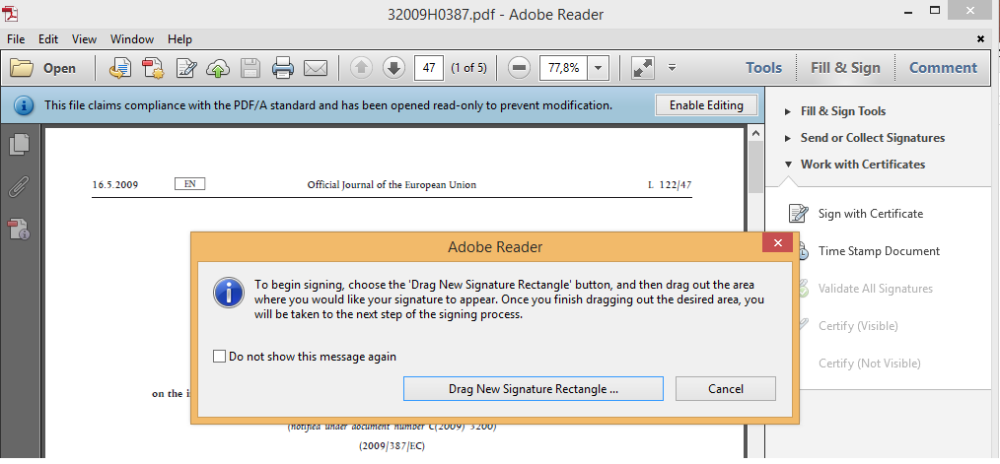 32009H0387.pdf - Adobe Reader
File Edit View Window Help
Open 47 (1 of 5) 77,8% Tools Fill & Sign Comment
This file claims compliance with the PDF/A standard and has been opened read-only to prevent modification. Enable Editing
Fill & Sign Tools
Send or Collect Signatures
Work with Certificates
Sign with Certificate
Time Stamp Document
Validate All Signatures
Certify (Visible)
Certify (Not Visible)
16.5.2009 EN Official Journal of the European Union L 122/47
Adobe Reader
To begin signing, choose the 'Drag New Signature Rectangle' button, and then drag out the area
where you would like your signature to appear. Once you finish dragging out the desired area, you
will be taken to the next step of the signing process.
Do not show this message again
Drag New Signature Rectangle ... Cancel
on the
(notified under document number C(2009) 3200)
(2009/387/EC)